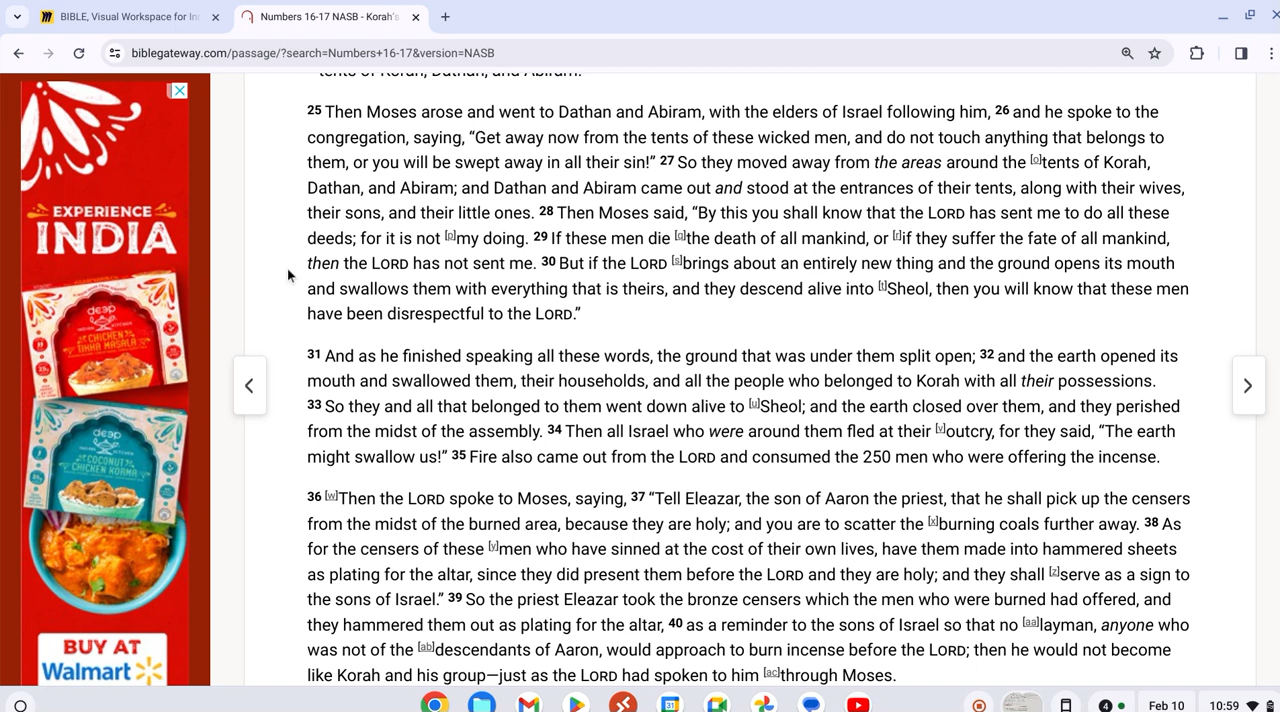 BIBLE, Visual Workspace for In
Numbers 16-17 NASB - Korah's
biblegateway.com/passage/?search=Numbers+16-17&version=NASB
tents of Korah, Dathan, and Abiram.
25 Then Moses arose and went to Dathan and Abiram, with the elders of Israel following him, 26 and he spoke to the
congregation, saying, “Get away now from the tents of these wicked men, and do not touch anything that belongs to
them, or you will be swept away in all their sin!” 27 So they moved away from the areas around the [o]tents of Korah,
Dathan, and Abiram; and Dathan and Abiram came out and stood at the entrances of their tents, along with their wives,
their sons, and their little ones. 28 Then Moses said, “By this you shall know that the LORD has sent me to do all these
deeds; for it is not [p]my doing. 29 If these men die [q]the death of all mankind, or [r]if they suffer the fate of all mankind,
then the LORD has not sent me. 30 But if the LORD [s]brings about an entirely new thing and the ground opens its mouth
and swallows them with everything that is theirs, and they descend alive into [t]Sheol, then you will know that these men
have been disrespectful to the LORD.”
31 And as he finished speaking all these words, the ground that was under them split open; 32 and the earth opened its
mouth and swallowed them, their households, and all the people who belonged to Korah with all their possessions.
33 So they and all that belonged to them went down alive to [u]Sheol; and the earth closed over them, and they perished
from the midst of the assembly. 34 Then all Israel who were around them fled at their [v]outcry, for they said, “The earth
might swallow us!” 35 Fire also came out from the LORD and consumed the 250 men who were offering the incense.
36 [w]Then the LORD spoke to Moses, saying, 37 “Tell Eleazar, the son of Aaron the priest, that he shall pick up the censers
from the midst of the burned area, because they are holy; and you are to scatter the [x]burning coals further away. 38 As
for the censers of these [y]men who have sinned at the cost of their own lives, have them made into hammered sheets
as plating for the altar, since they did present them before the LORD and they are holy; and they shall [z]serve as a sign to
the sons of Israel.” 39 So the priest Eleazar took the bronze censers which the men who were burned had offered, and
they hammered them out as plating for the altar, 40 as a reminder to the sons of Israel so that no [aa]layman, anyone who
was not of the [ab]descendants of Aaron, would approach to burn incense before the LORD; then he would not become
like Korah and his group—just as the LORD had spoken to him [ac]through Moses.
EXPERIENCE
INDIA
deep
CHICKEN
TIKKA MASALA
deep
COCONUT
CHICKEN KORMA
BUY AT
Walmart
31
4
Feb 10
10:59